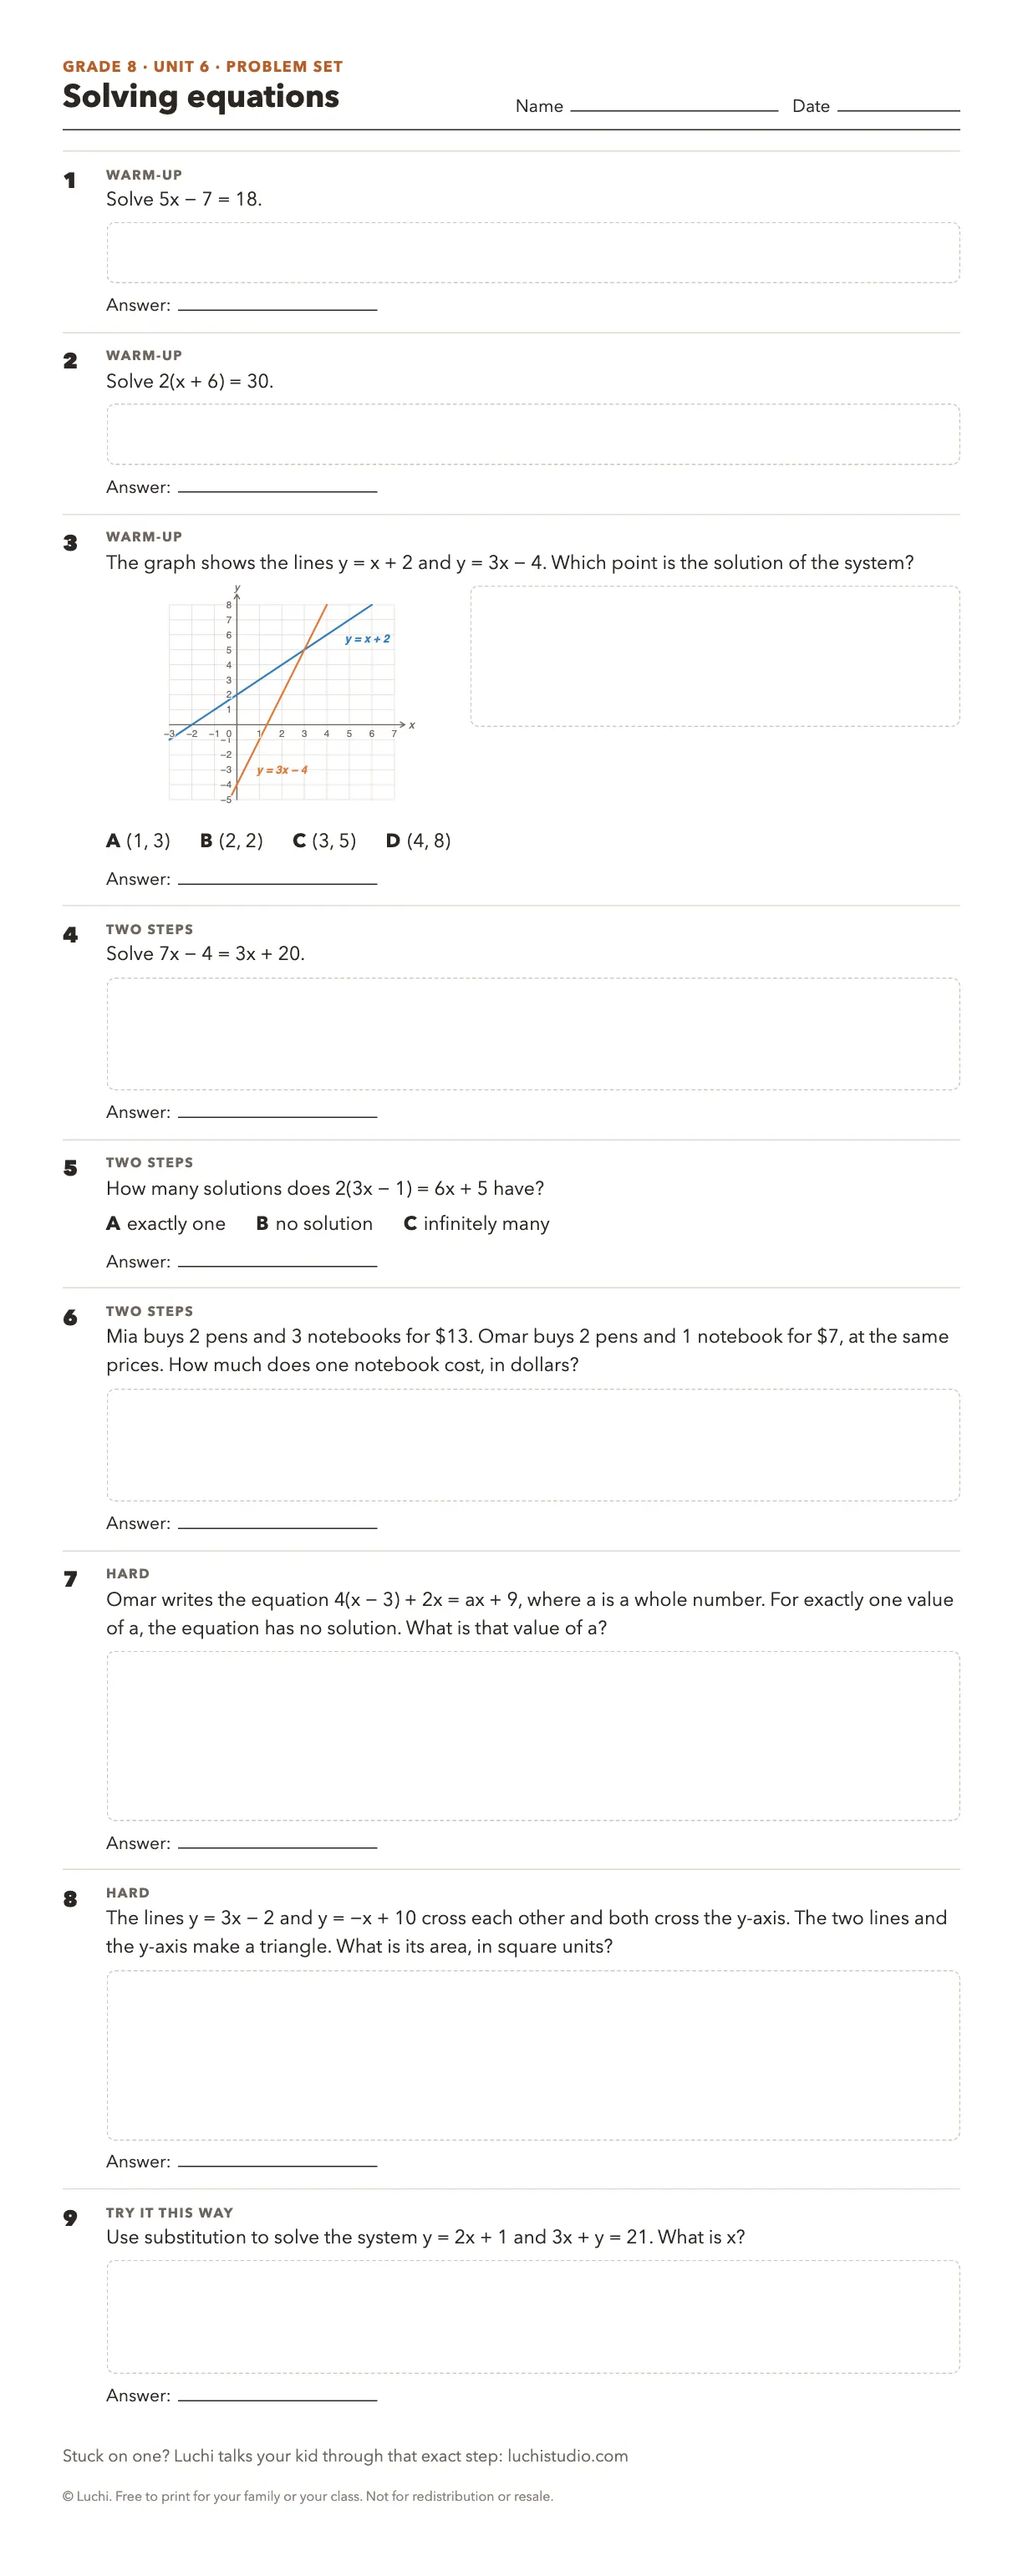 GRADE 8 · UNIT 6 · PROBLEM SET
Solving equations
Name
Date
1
WARM-UP
Solve 5x − 7 = 18.
Answer:
2
WARM-UP
Solve 2(x + 6) = 30.
Answer:
3
WARM-UP
The graph shows the lines y = x + 2 and y = 3x − 4. Which point is the solution of the system?
y
8
7
6
5
4
3
2
1
−3 −2 −1 0 1 2 3 4 5 6 7 x
−1
−2
−3
−4
−5
y = x + 2
y = 3x − 4
A (1, 3) B (2, 2) C (3, 5) D (4, 8)
Answer:
4
TWO STEPS
Solve 7x − 4 = 3x + 20.
Answer:
5
TWO STEPS
How many solutions does 2(3x − 1) = 6x + 5 have?
A exactly one B no solution C infinitely many
Answer:
6
TWO STEPS
Mia buys 2 pens and 3 notebooks for $13. Omar buys 2 pens and 1 notebook for $7, at the same
prices. How much does one notebook cost, in dollars?
Answer:
7
HARD
Omar writes the equation 4(x − 3) + 2x = ax + 9, where a is a whole number. For exactly one value
of a, the equation has no solution. What is that value of a?
Answer:
8
HARD
The lines y = 3x − 2 and y = −x + 10 cross each other and both cross the y-axis. The two lines and
the y-axis make a triangle. What is its area, in square units?
Answer:
9
TRY IT THIS WAY
Use substitution to solve the system y = 2x + 1 and 3x + y = 21. What is x?
Answer:
Stuck on one? Luchi talks your kid through that exact step: luchistudio.com
© Luchi. Free to print for your family or your class. Not for redistribution or resale.